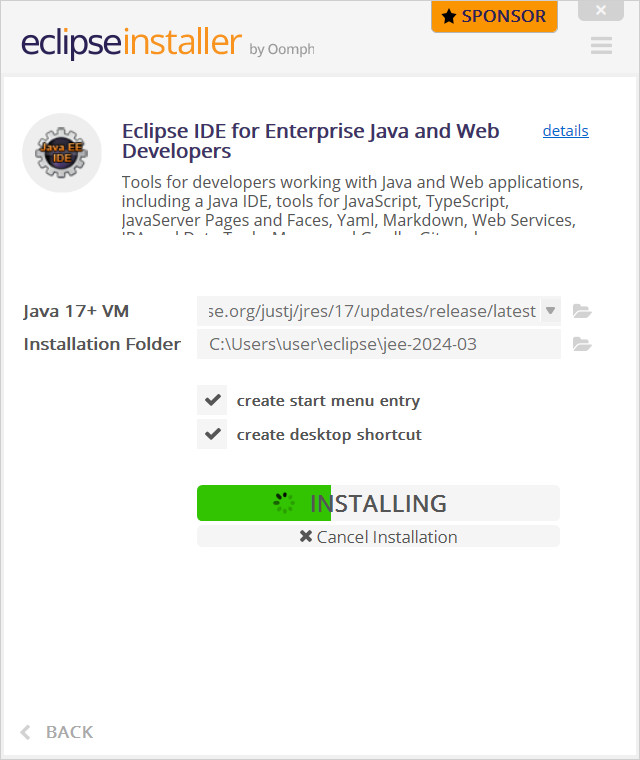 SPONSOR
eclipseinstaller by Oomph
Java EE
IDE
Eclipse IDE for Enterprise Java and Web
Developers
details
Tools for developers working with Java and Web applications,
including a Java IDE, tools for JavaScript, TypeScript,
JavaServer Pages and Faces, Yaml, Markdown, Web Services,
Java 17+ VM
se.org/justj/jres/17/updates/release/latest
Installation Folder
C:\Users\user\eclipse\jee-2024-03
create start menu entry
create desktop shortcut
INSTALLING
Cancel Installation
BACK